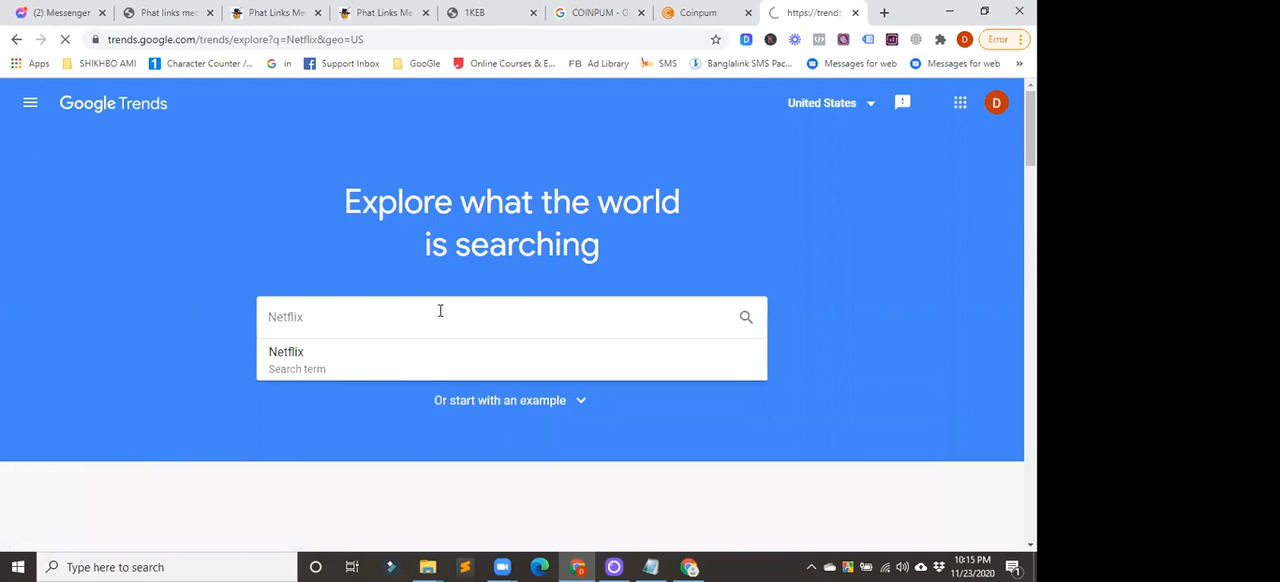 (2) Messenger
Phat links mec
Phat Links Me
Phat Links Me
1KEB
COINPUM - G
Coinpum
https://trends
trends.google.com/trends/explore?q=Netflix&geo=US
Error
Apps
SHIKHBO AMI
Character Counter /...
in
Support Inbox
GooGle
Online Courses & E...
FB Ad Library
SMS
Banglalink SMS Pac...
Messages for web
Messages for web
»
Google Trends
United States
D
Explore what the world
is searching
Netflix
Netflix
Search term
Or start with an example
Type here to search
10:15 PM
11/23/2020